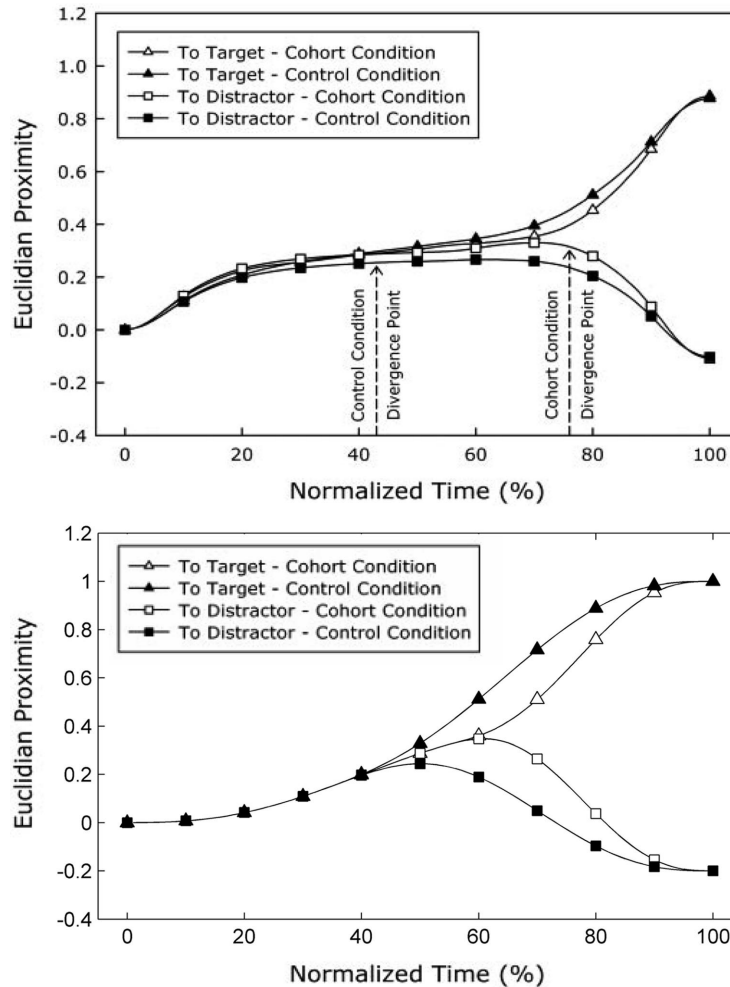 1.2
1.0
0.8
0.6
0.4
0.2
0.0
-0.2
-0.4
Euclidian Proximity
To Target - Cohort Condition
To Target - Control Condition
To Distractor - Cohort Condition
To Distractor - Control Condition
Control Condition
Divergence Point
Cohort Condition
Divergence Point
0 20 40 60 80 100
Normalized Time (%)
1.2
1
0.8
0.6
0.4
0.2
0
-0.2
-0.4
Euclidian Proximity
To Target - Cohort Condition
To Target - Control Condition
To Distractor - Cohort Condition
To Distractor - Control Condition
0 20 40 60 80 100
Normalized Time (%)